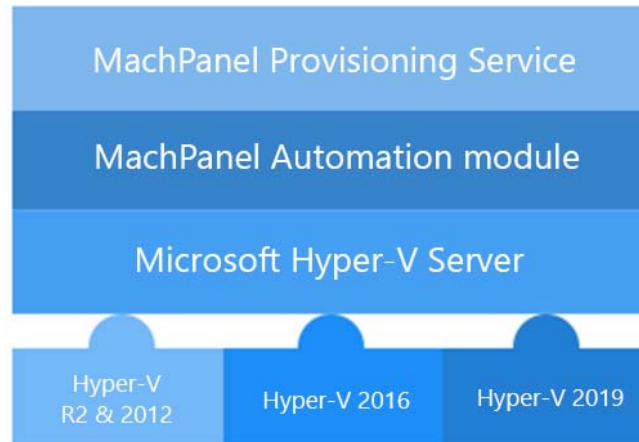 MachPanel Provisioning Service
MachPanel Automation module
Microsoft Hyper-V Server
Hyper-V
R2 & 2012
Hyper-V 2016
Hyper-V 2019